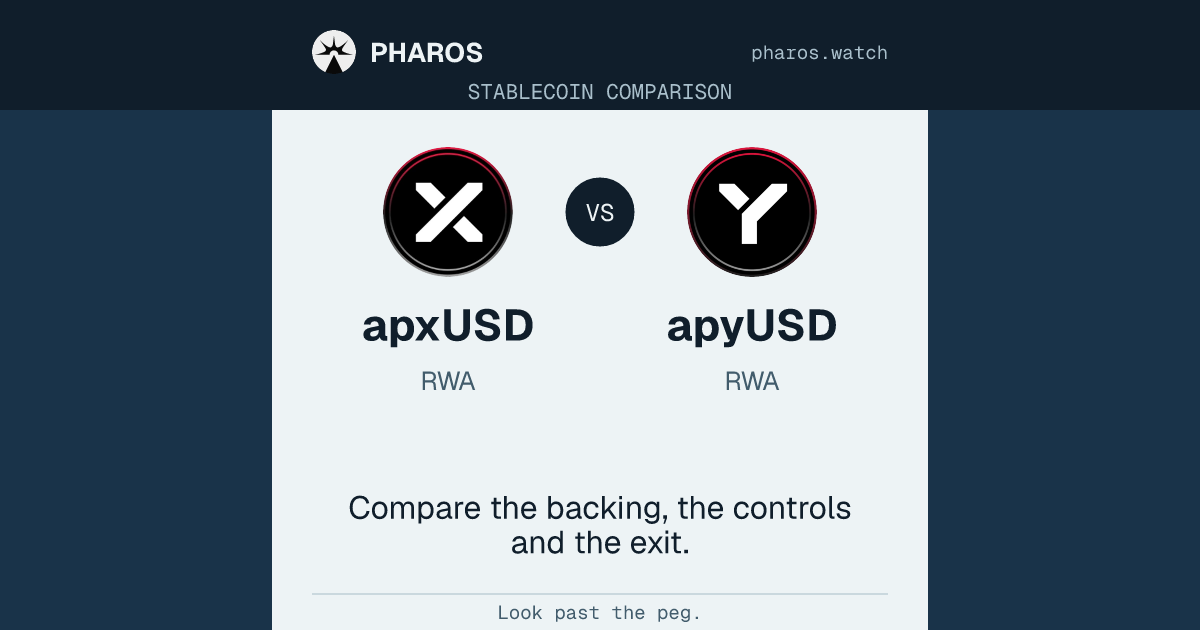 PHAROS
pharos.watch
STABLECOIN COMPARISON
X
VS
Y
apxUSD
apyUSD
RWA
RWA
Compare the backing, the controls
and the exit.
Look past the peg.